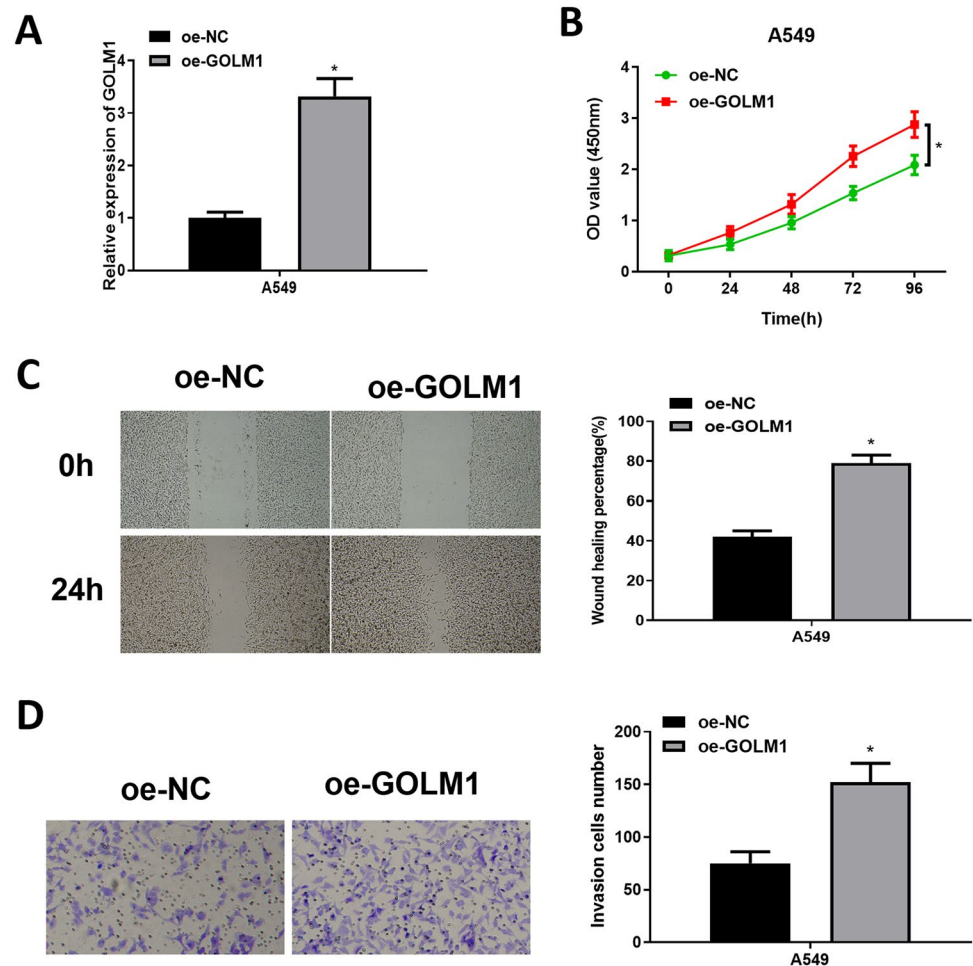 A
oe-NC
oe-GOLM1
Relative expression of GOLM1
4
3
2
1
0
*
A549
B
A549
oe-NC
oe-GOLM1
OD value (450nm)
4
3
2
1
0
*
0 24 48 72 96
Time(h)
C
oe-NC
oe-GOLM1
0h
24h
oe-NC
oe-GOLM1
Wound healing percentage(%)
100
80
60
40
20
0
*
A549
D
oe-NC
oe-GOLM1
oe-NC
oe-GOLM1
Invasion cells number
200
150
100
50
0
*
A549